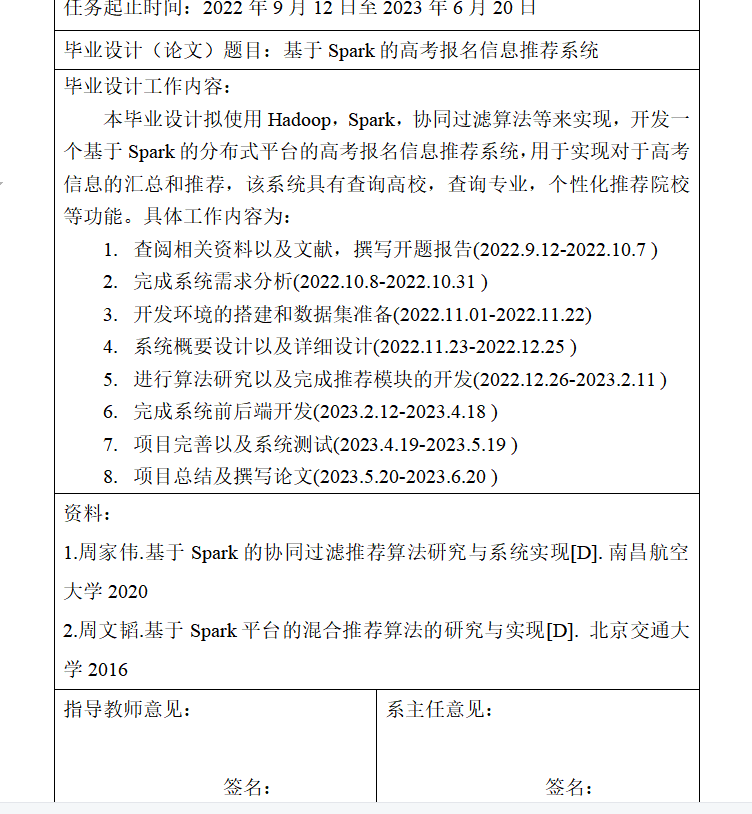 任务起止时间：2022 年 9 月 12 日至 2023 年 6 月 20 日
毕业设计（论文）题目：基于 Spark 的高考报名信息推荐系统
毕业设计工作内容：
本毕业设计拟使用 Hadoop，Spark，协同过滤算法等来实现，开发一
个基于 Spark 的分布式平台的高考报名信息推荐系统，用于实现对于高考
信息的汇总和推荐，该系统具有查询高校，查询专业，个性化推荐院校
等功能。具体工作内容为：
1. 查阅相关资料以及文献，撰写开题报告(2022.9.12-2022.10.7 )
2. 完成系统需求分析(2022.10.8-2022.10.31 )
3. 开发环境的搭建和数据集准备(2022.11.01-2022.11.22)
4. 系统概要设计以及详细设计(2022.11.23-2022.12.25 )
5. 进行算法研究以及完成推荐模块的开发(2022.12.26-2023.2.11 )
6. 完成系统前后端开发(2023.2.12-2023.4.18 )
7. 项目完善以及系统测试(2023.4.19-2023.5.19 )
8. 项目总结及撰写论文(2023.5.20-2023.6.20 )
资料：
1.周家伟.基于 Spark 的协同过滤推荐算法研究与系统实现[D]. 南昌航空
大学 2020
2.周文韬.基于 Spark 平台的混合推荐算法的研究与实现[D]. 北京交通大
学 2016
指导教师意见：
系主任意见：
签名：
签名：